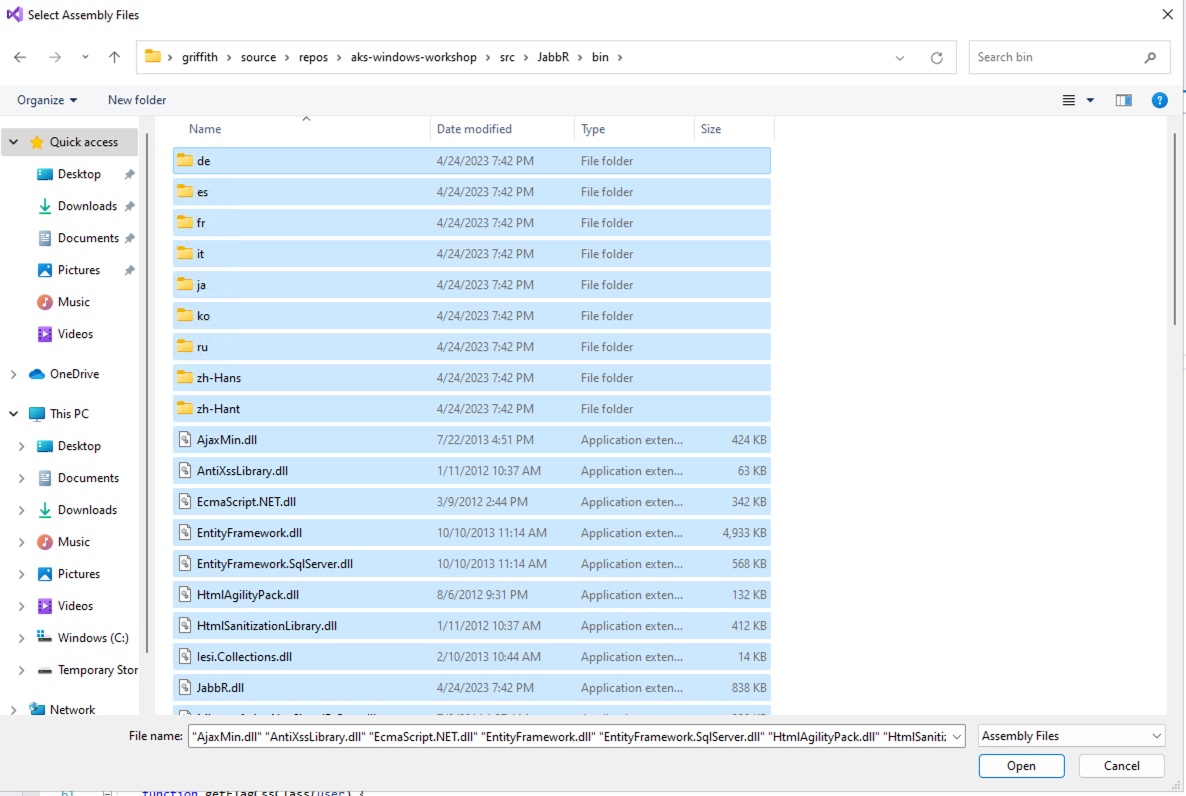 Select Assembly Files
griffith > source > repos > aks-windows-workshop > src > JabbR > bin >
Search bin
Organize
New folder
?
Name Date modified Type Size
Quick access
Desktop
Downloads
Documents
Pictures
Music
Videos
OneDrive
This PC
Desktop
Documents
Downloads
Music
Pictures
Videos
Windows (C:)
Temporary Stor
Network
de 4/24/2023 7:42 PM File folder
es 4/24/2023 7:42 PM File folder
fr 4/24/2023 7:42 PM File folder
it 4/24/2023 7:42 PM File folder
ja 4/24/2023 7:42 PM File folder
ko 4/24/2023 7:42 PM File folder
ru 4/24/2023 7:42 PM File folder
zh-Hans 4/24/2023 7:42 PM File folder
zh-Hant 4/24/2023 7:42 PM File folder
AjaxMin.dll 7/22/2013 4:51 PM Application exten... 424 KB
AntiXssLibrary.dll 1/11/2012 10:37 AM Application exten... 63 KB
EcmaScript.NET.dll 3/9/2012 2:44 PM Application exten... 342 KB
EntityFramework.dll 10/10/2013 11:14 AM Application exten... 4,933 KB
EntityFramework.SqlServer.dll 10/10/2013 11:14 AM Application exten... 568 KB
HtmlAgilityPack.dll 8/6/2012 9:31 PM Application exten... 132 KB
HtmlSanitizationLibrary.dll 1/11/2012 10:37 AM Application exten... 412 KB
Iesi.Collections.dll 2/10/2013 10:44 AM Application exten... 14 KB
JabbR.dll 4/24/2023 7:42 PM Application exten... 838 KB
File name: "AjaxMin.dll" "AntiXssLibrary.dll" "EcmaScript.NET.dll" "EntityFramework.dll" "EntityFramework.SqlServer.dll" "HtmlAgilityPack.dll" "HtmlSaniti
Assembly Files
Open
Cancel
function getFlagCssClass(user) {